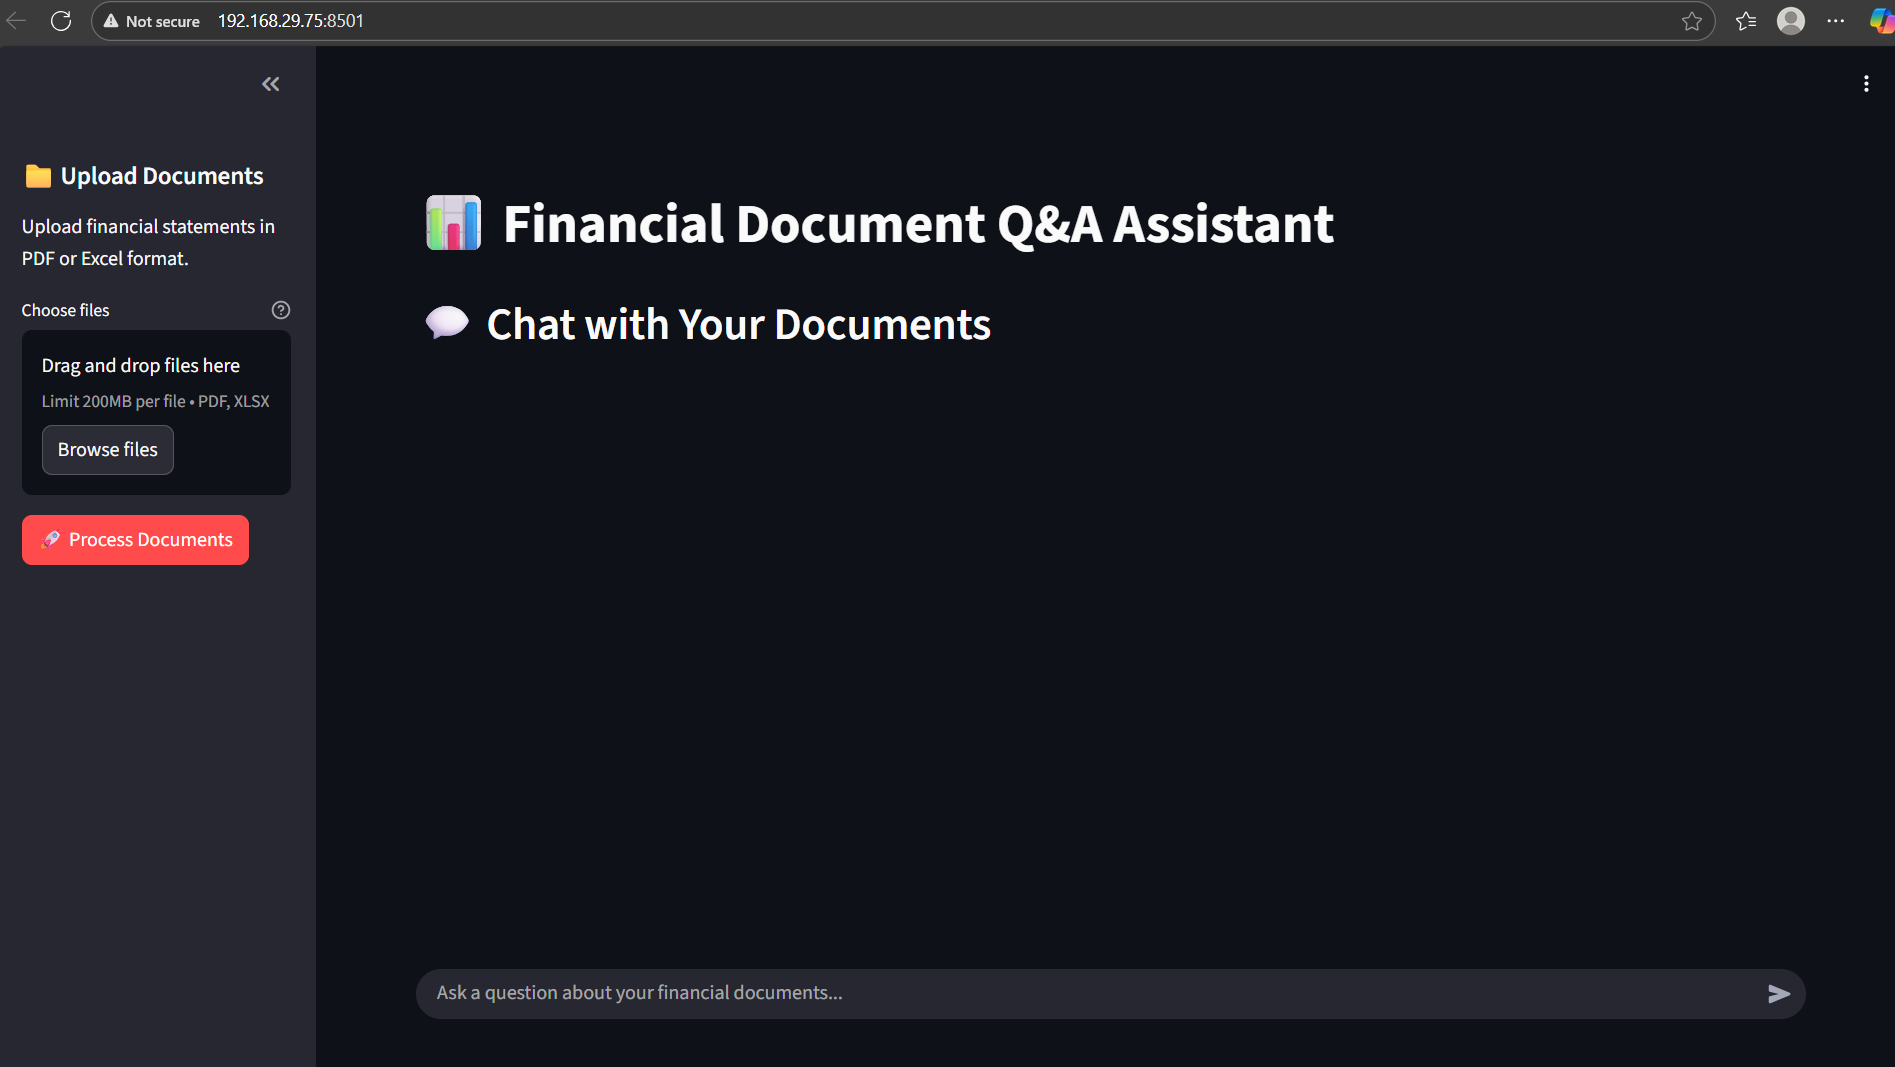 Not secure 192.168.29.75:8501
Upload Documents
Upload financial statements in
PDF or Excel format.
Choose files
Drag and drop files here
Limit 200MB per file • PDF, XLSX
Browse files
Process Documents
Financial Document Q&A Assistant
Chat with Your Documents
Ask a question about your financial documents...